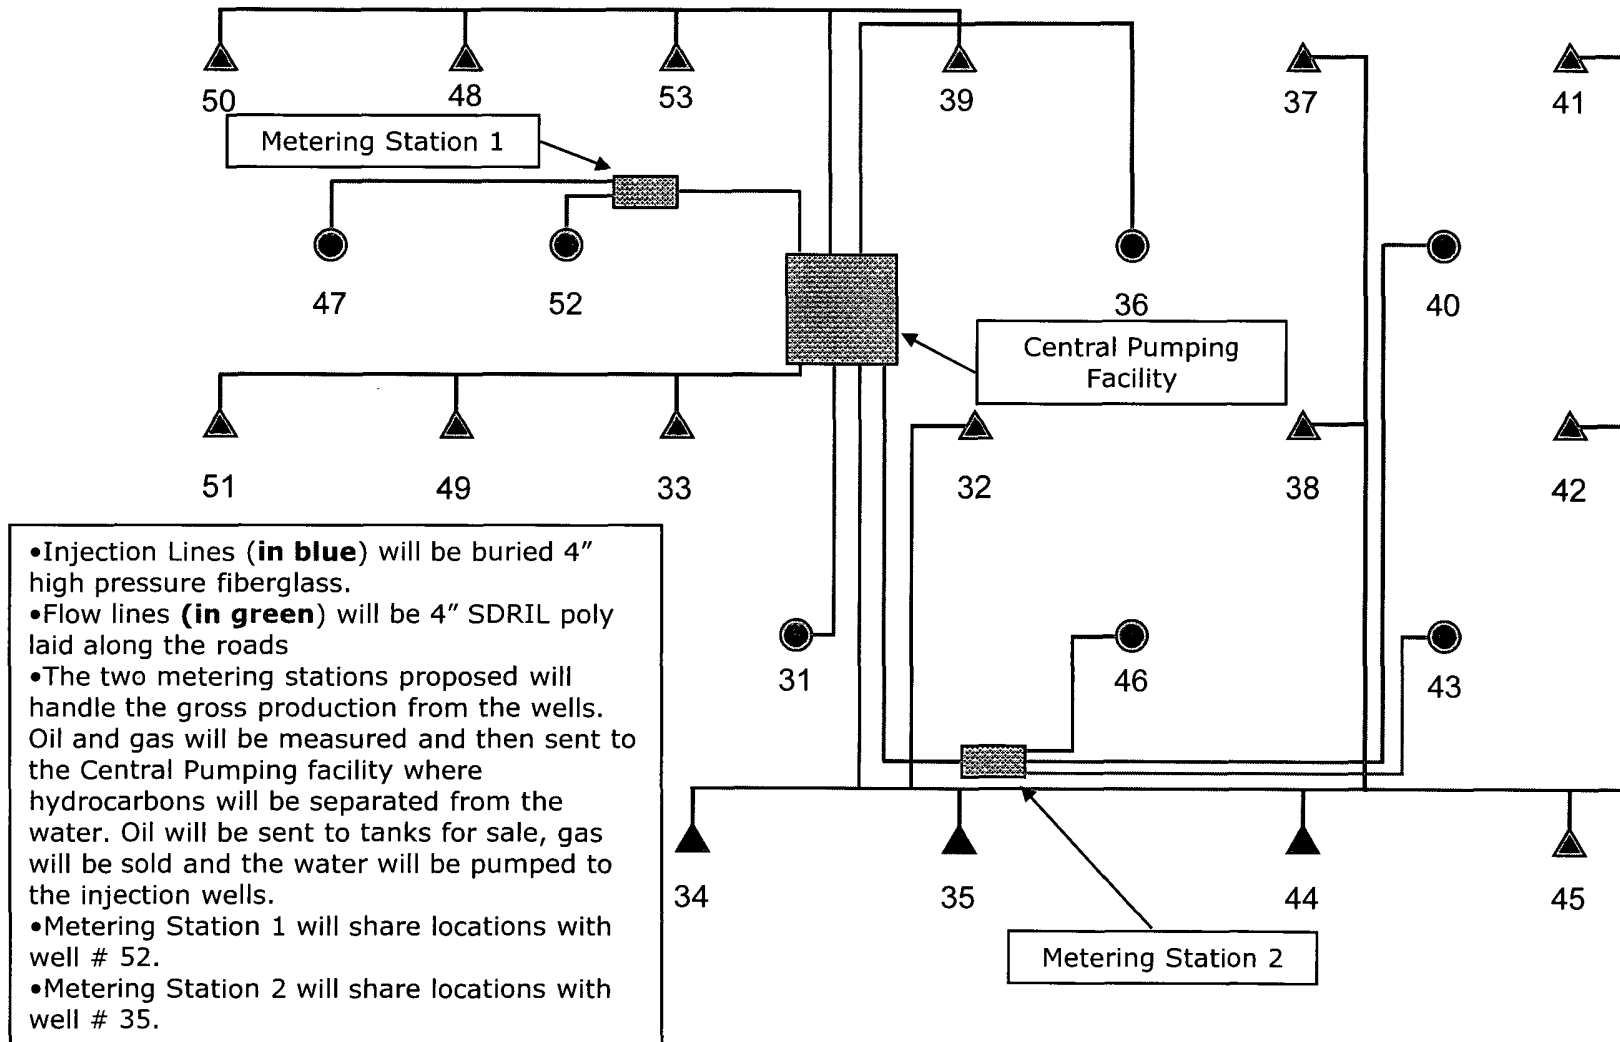 50
48
53
39
37
41
Metering Station 1
47
52
36
40
Central Pumping
Facility
51
49
33
32
38
42
•Injection Lines (in blue) will be buried 4”
high pressure fiberglass.
•Flow lines (in green) will be 4” SDRIL poly
laid along the roads
•The two metering stations proposed will
handle the gross production from the wells.
Oil and gas will be measured and then sent to
the Central Pumping facility where
hydrocarbons will be separated from the
water. Oil will be sent to tanks for sale, gas
will be sold and the water will be pumped to
the injection wells.
•Metering Station 1 will share locations with
well # 52.
•Metering Station 2 will share locations with
well # 35.
31
46
43
34
35
44
45
Metering Station 2